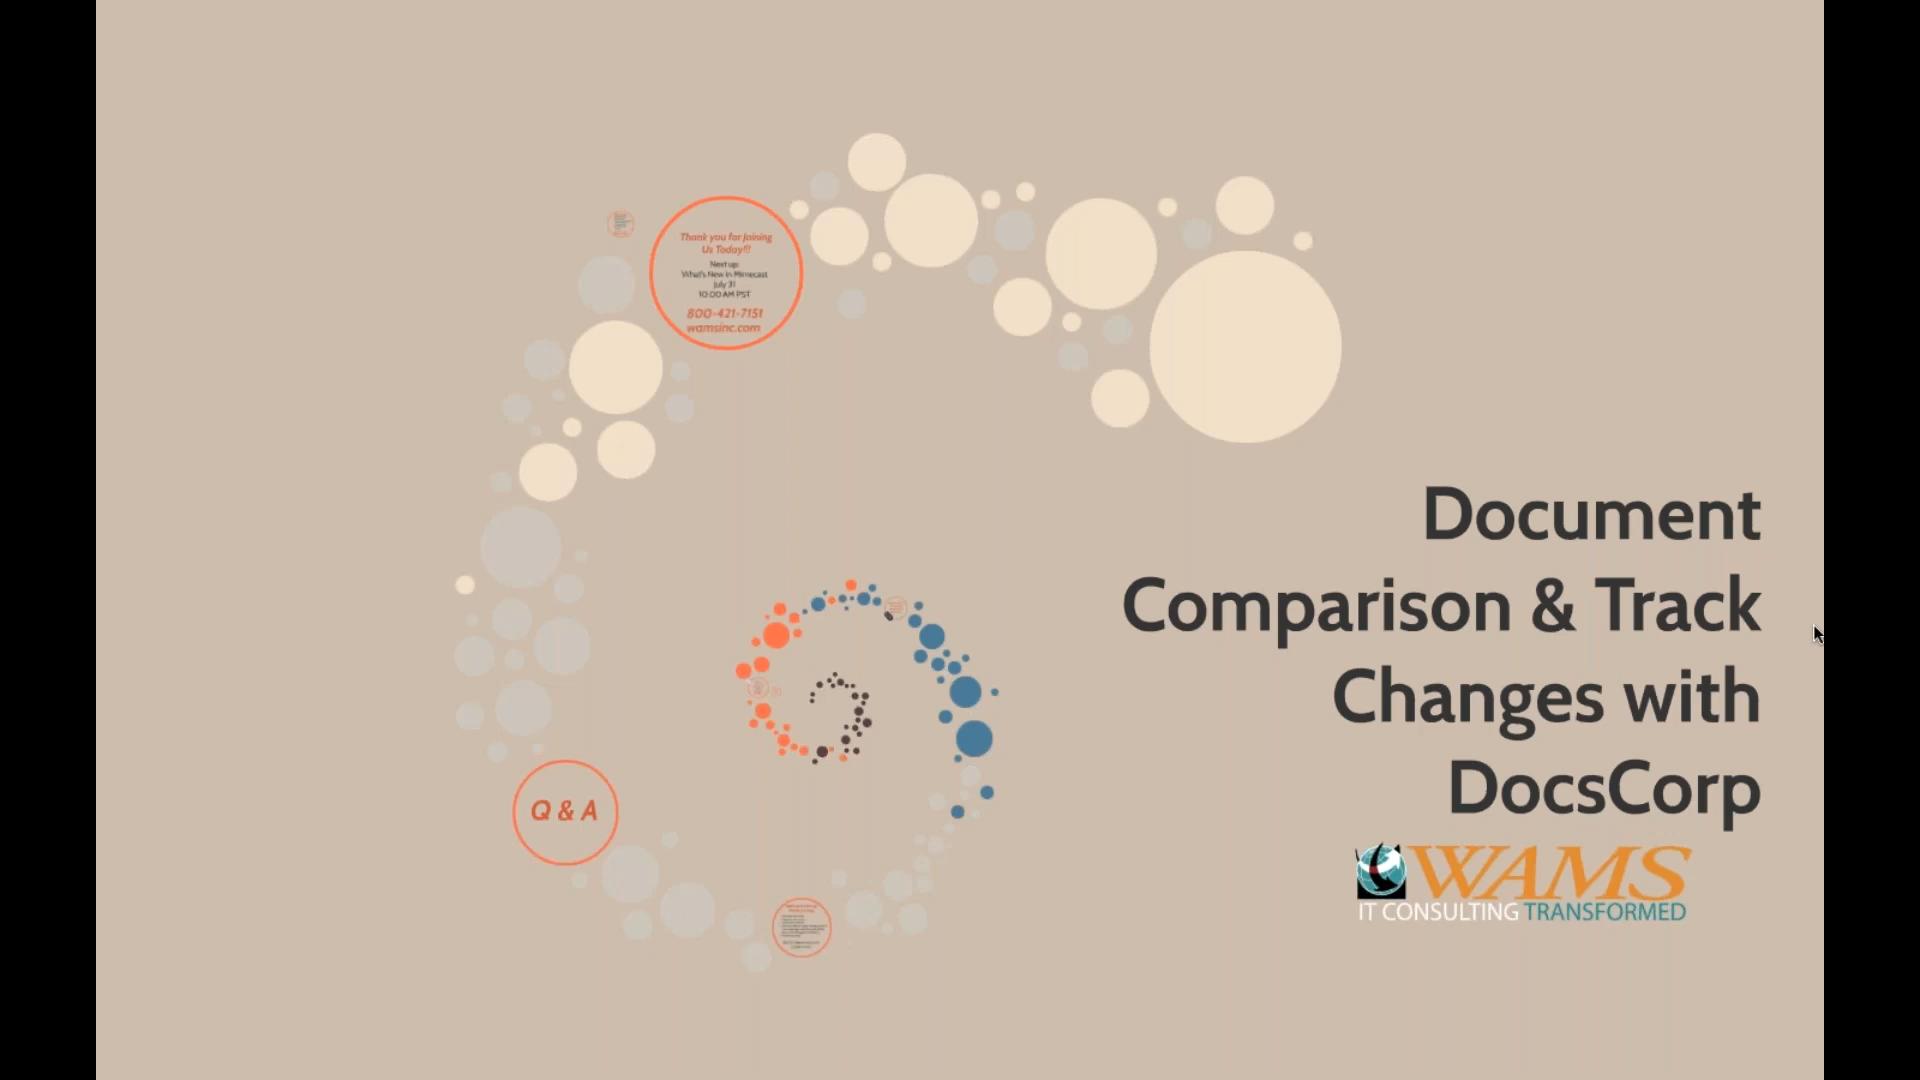 Thank you for Joining
Us Today!!!
Next up:
What's New in Mimecast
July 31
10:00 AM PST
800-421-7151
wamsinc.com
Document
Comparison & Track
Changes with
DocsCorp
WAMS
IT CONSULTING TRANSFORMED
Q & A